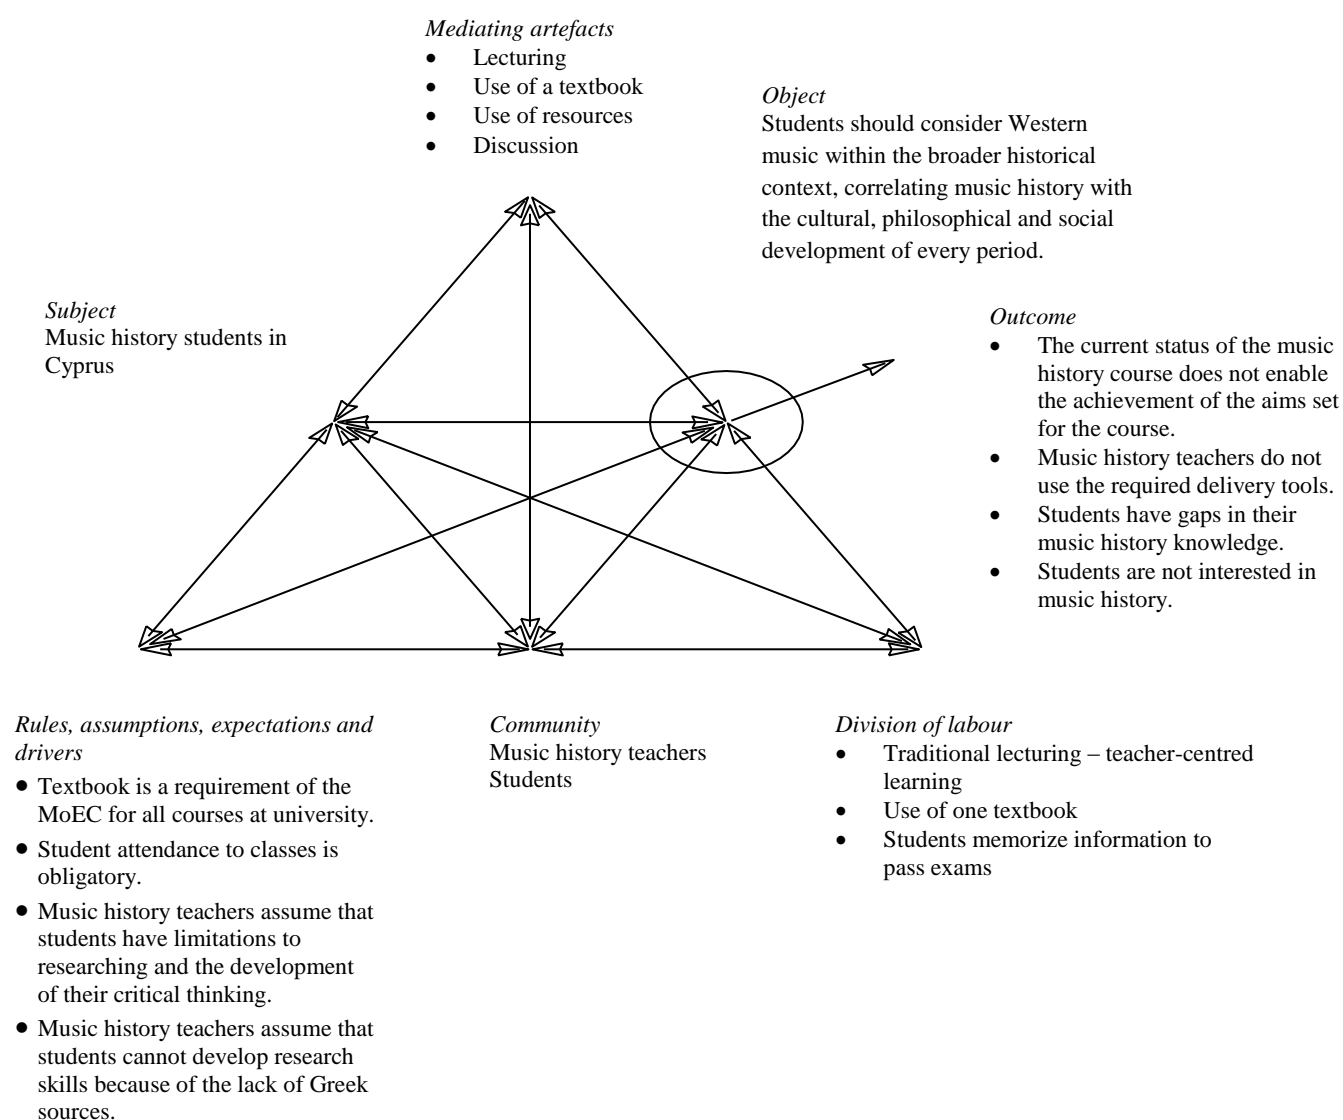 Mediating artefacts
• Lecturing
• Use of a textbook
• Use of resources
• Discussion
Object
Students should consider Western
music within the broader historical
context, correlating music history with
the cultural, philosophical and social
development of every period.
Subject
Music history students in
Cyprus
Outcome
• The current status of the music
history course does not enable
the achievement of the aims set
for the course.
• Music history teachers do not
use the required delivery tools.
• Students have gaps in their
music history knowledge.
• Students are not interested in
music history.
Rules, assumptions, expectations and
drivers
• Textbook is a requirement of the
MoEC for all courses at university.
• Student attendance to classes is
obligatory.
• Music history teachers assume that
students have limitations to
researching and the development
of their critical thinking.
• Music history teachers assume that
students cannot develop research
skills because of the lack of Greek
sources.
Community
Music history teachers
Students
Division of labour
• Traditional lecturing – teacher-centred
learning
• Use of one textbook
• Students memorize information to
pass exams